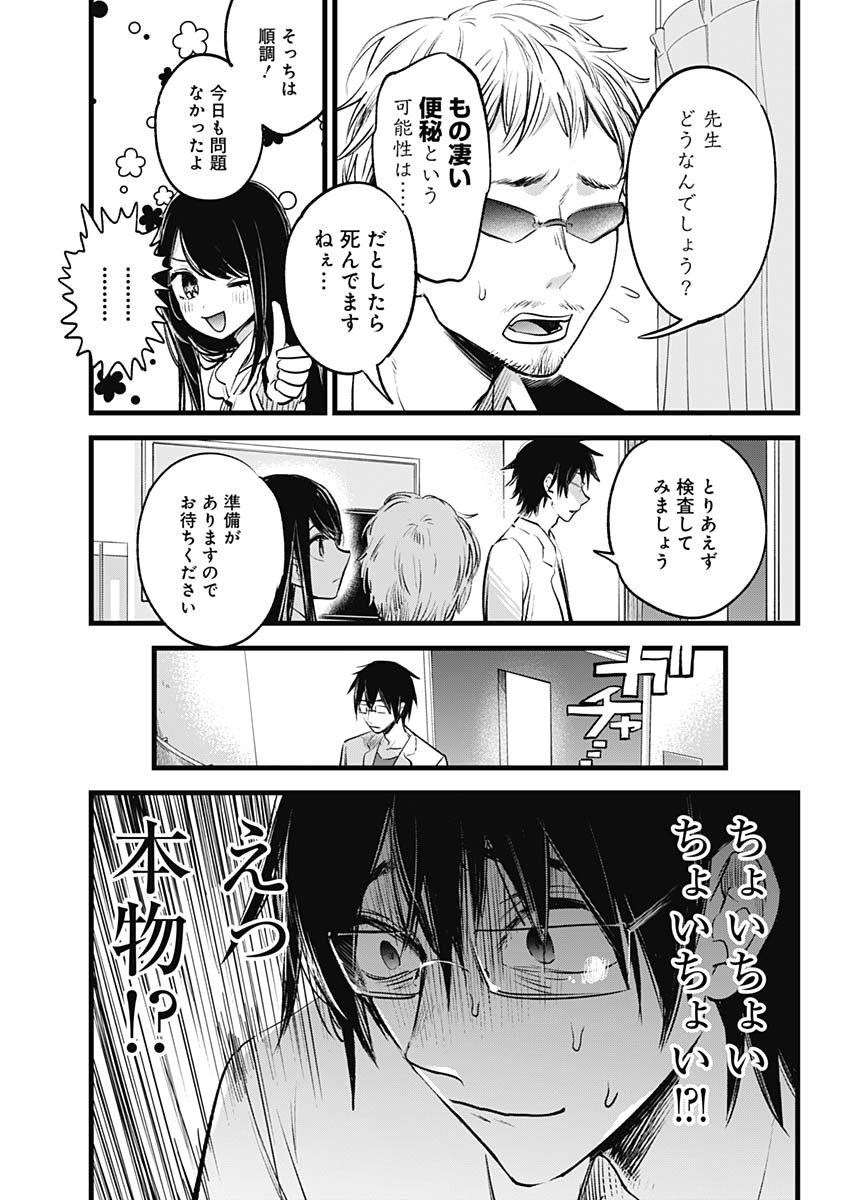 先生
どうなんでしょう？
もの凄い
便秘という
可能性は……
だとしたら
死んでます
ねぇ…
そっちは
順調！
今日も問題
なかったよ
…………
とりあえず
検査して
みましょう
準備が
ありますので
お待ちください
ガチャ
ちょいちょい
ちょいちょい!?!
えっ
本物!?